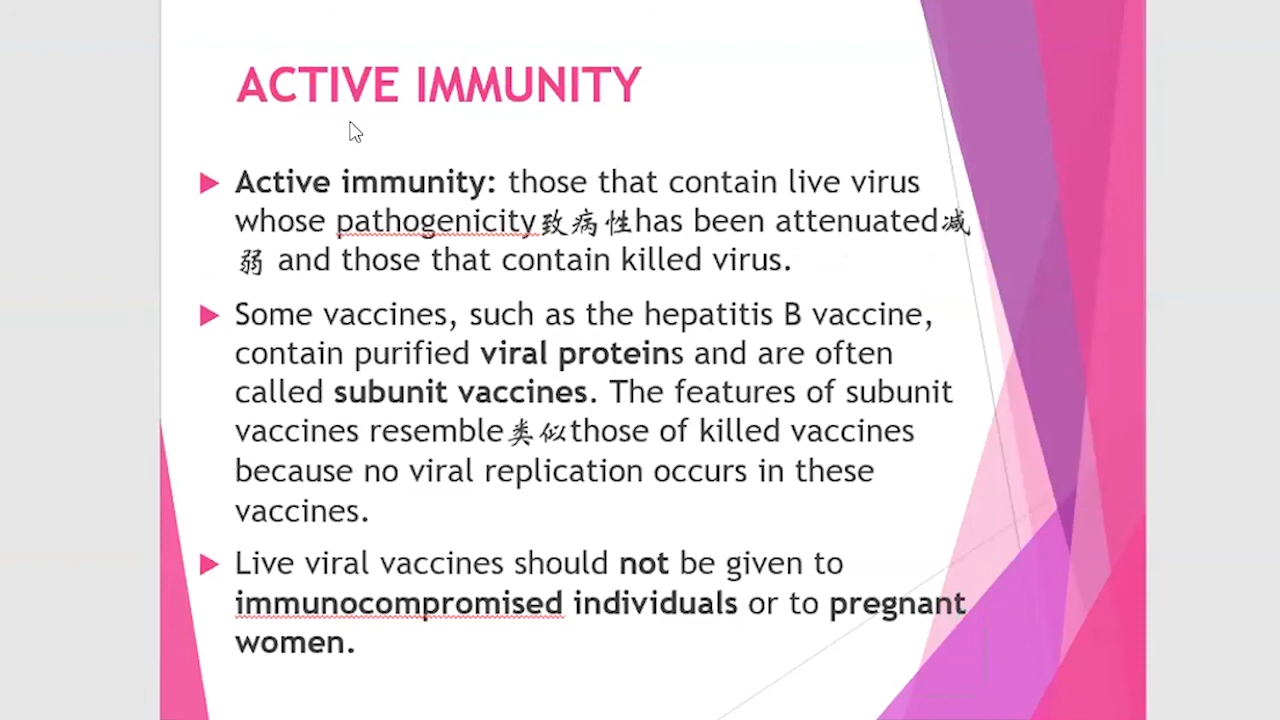 ACTIVE IMMUNITY
Active immunity: those that contain live virus
whose pathogenicity致病性has been attenuated减
弱 and those that contain killed virus.
Some vaccines, such as the hepatitis B vaccine,
contain purified viral proteins and are often
called subunit vaccines. The features of subunit
vaccines resemble类似those of killed vaccines
because no viral replication occurs in these
vaccines.
Live viral vaccines should not be given to
immunocompromised individuals or to pregnant
women.